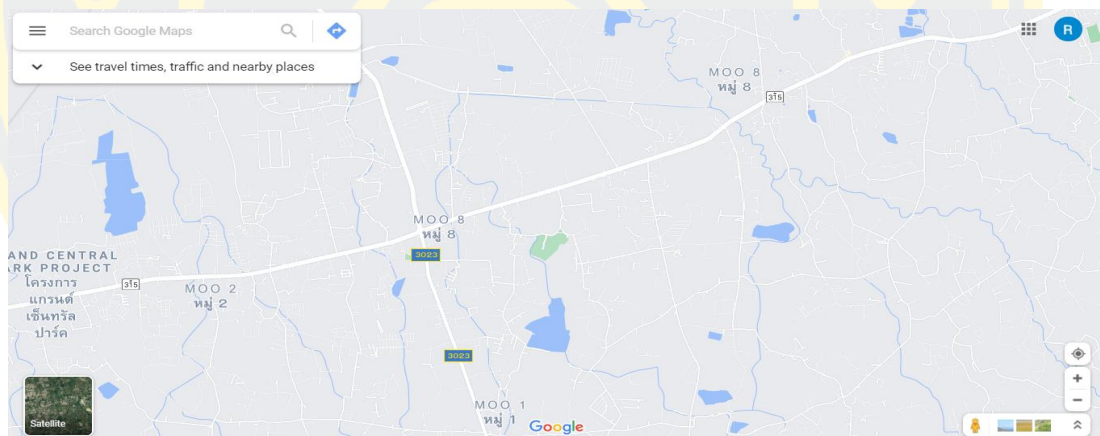 Search Google Maps
R
See travel times, traffic and nearby places
MOO 8
หมู่ 8
315
MOO 8
หมู่ 8
3023
AND CENTRAL
RK PROJECT
โครงการ
แกรนด์
เซ็นทรัล
ปาร์ค
315
MOO 2
หมู่ 2
3023
MOO 1
หมู่ 1
Satellite
Google